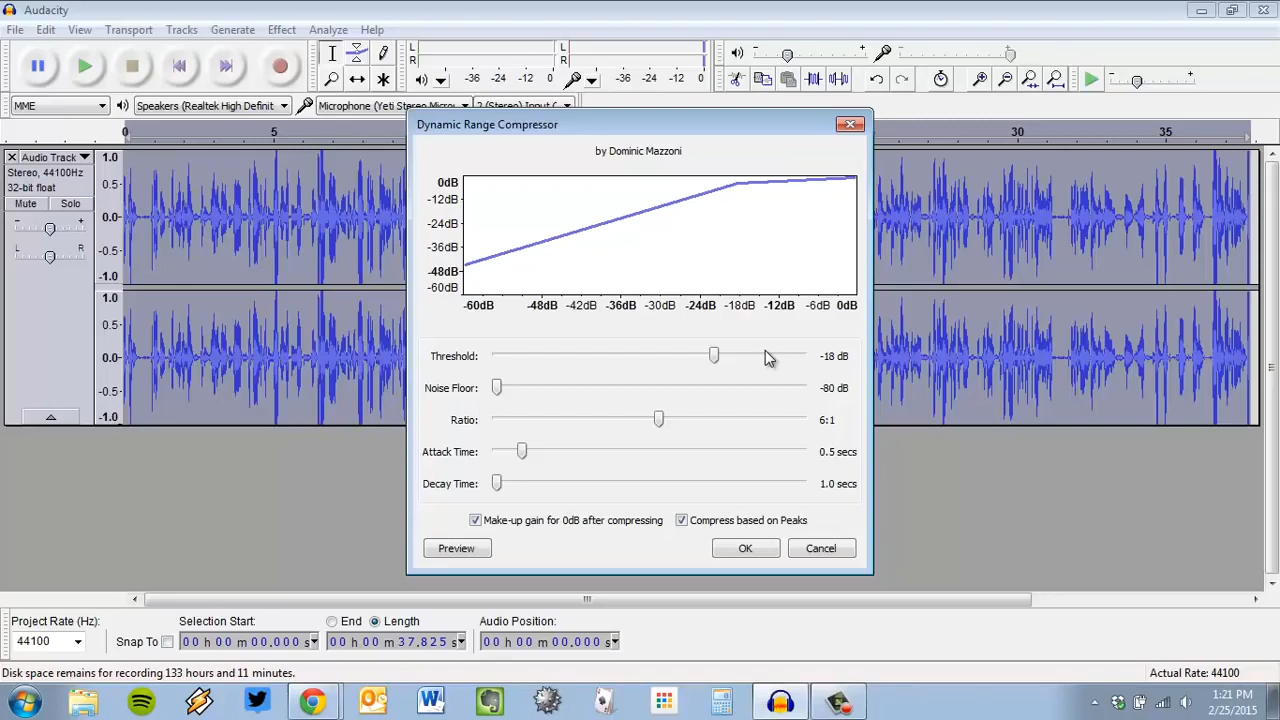 Audacity
File Edit View Transport Tracks Generate Effect Analyze Help
L
R
-36 -24 -12 0
L
R
-36 -24 -12 0
- +
- +
- +
MME
Speakers (Realtek High Definit
Microphone (Yeti Stereo Micro
2 (Stereo) Input C
0 5 30 35
Audio Track
Stereo, 44100Hz
32-bit float
Mute Solo
- +
L R
1.0
0.5
0.0
-0.5
-1.0
1.0
0.5
0.0
-0.5
-1.0
Dynamic Range Compressor
by Dominic Mazzoni
0dB
-12dB
-24dB
-36dB
-48dB
-60dB
-60dB -48dB -42dB -36dB -30dB -24dB -18dB -12dB -6dB 0dB
Threshold: -18 dB
Noise Floor: -80 dB
Ratio: 6:1
Attack Time: 0.5 secs
Decay Time: 1.0 secs
Make-up gain for 0dB after compressing Compress based on Peaks
Preview OK Cancel
Project Rate (Hz): Selection Start: End Length Audio Position:
44100 Snap To 00 h 00 m 00.000 s 00 h 00 m 37.825 s 00 h 00 m 00.000 s
Disk space remains for recording 133 hours and 11 minutes. Actual Rate: 44100
1:21 PM
2/25/2015